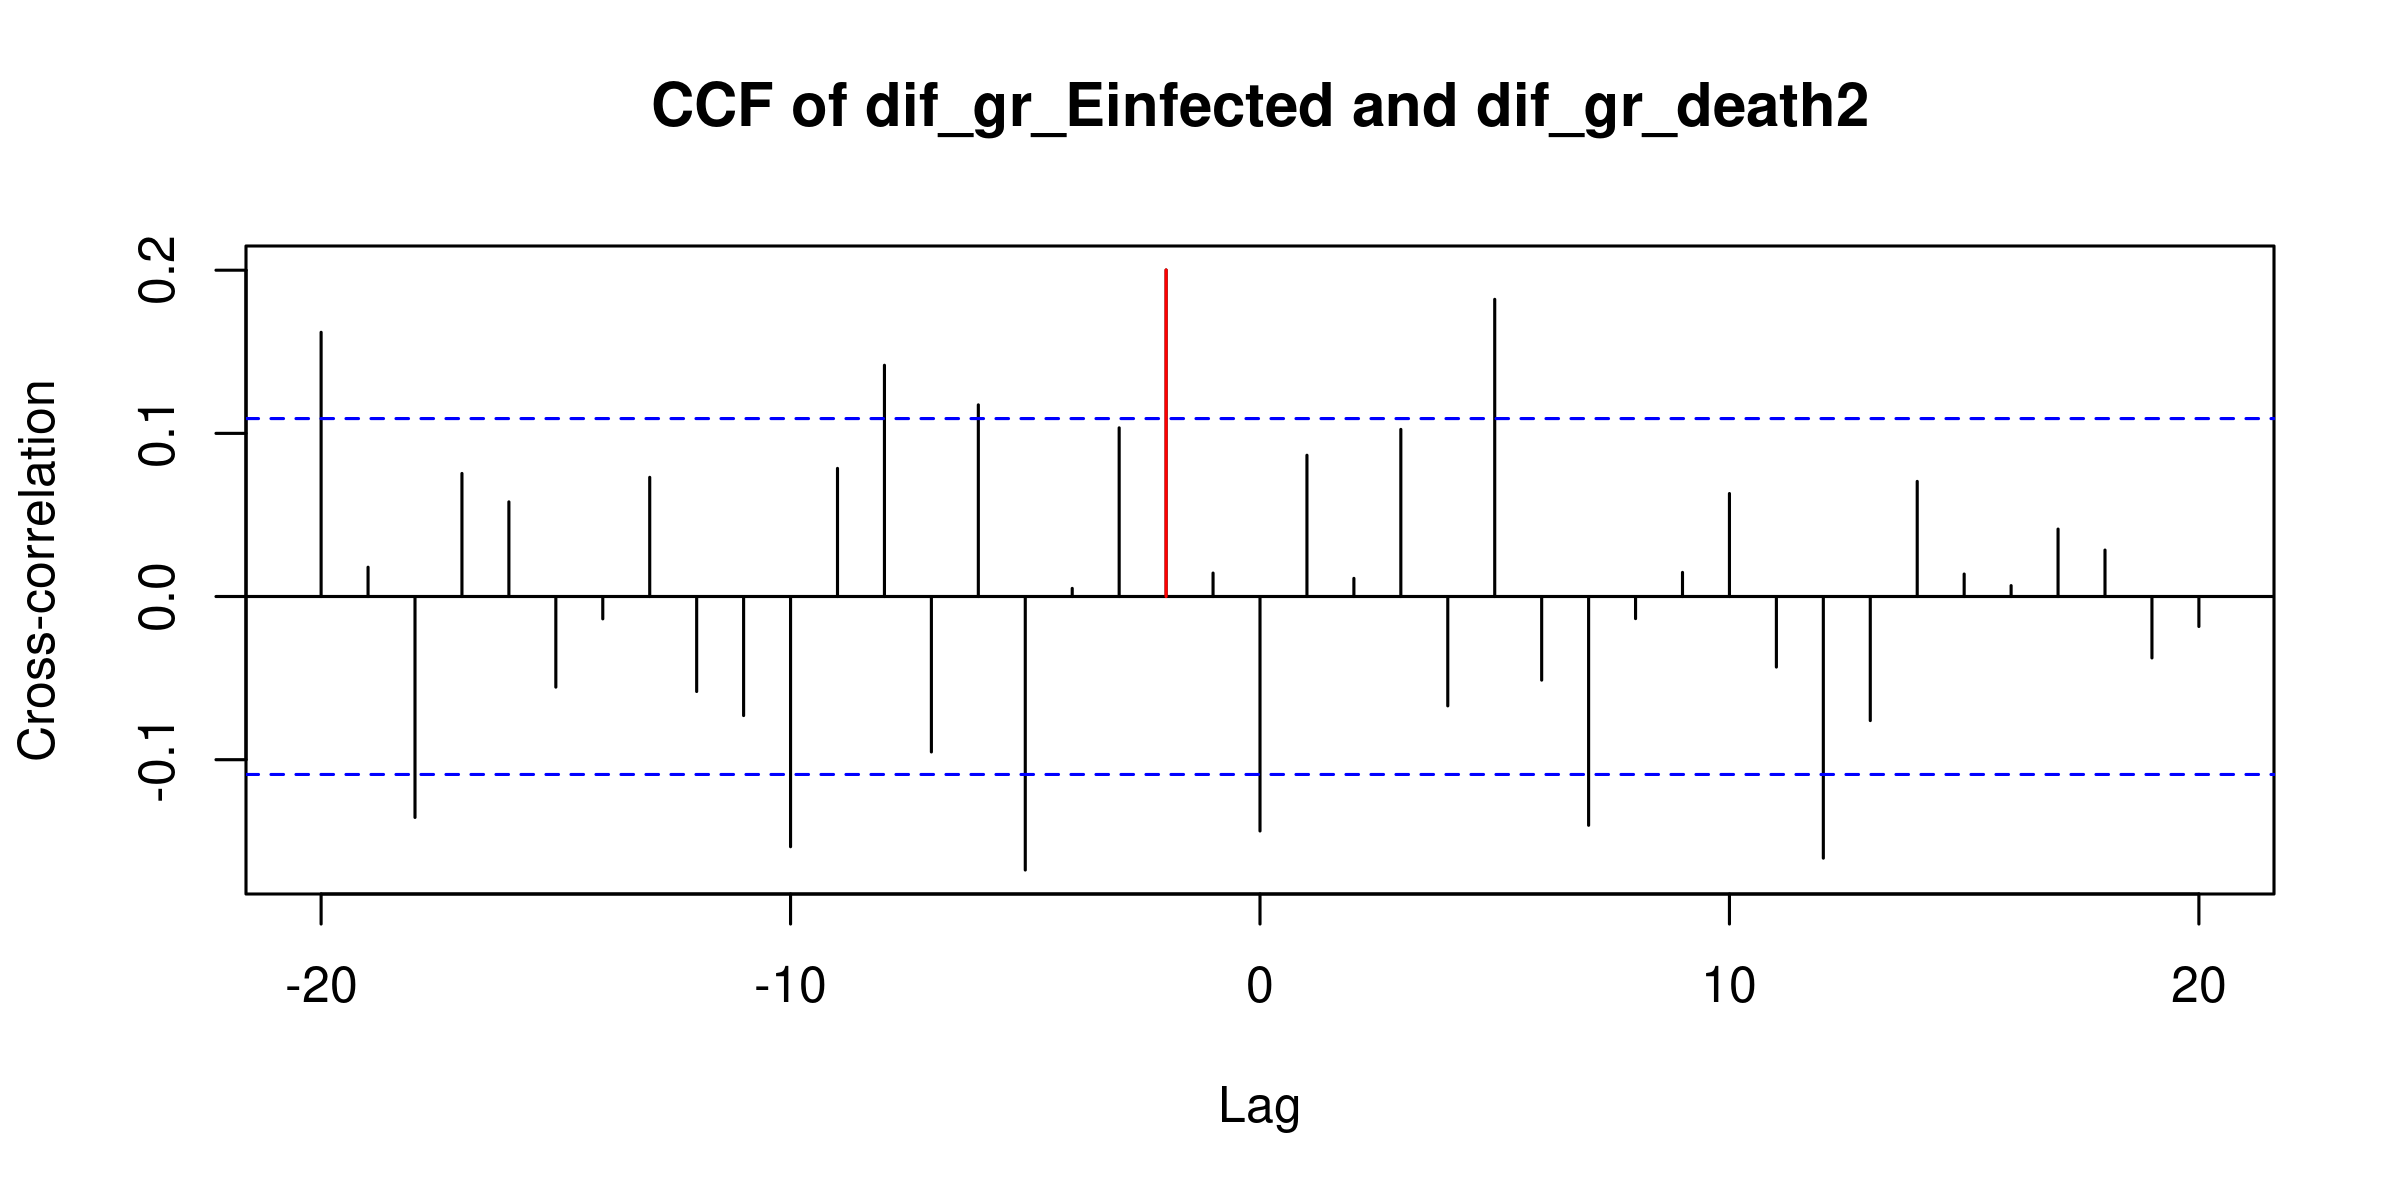 CCF of dif_gr_Einfected and dif_gr_death2
Cross-correlation
0.2
0.1
0.0
-0.1
-20 -10 0 10 20
Lag